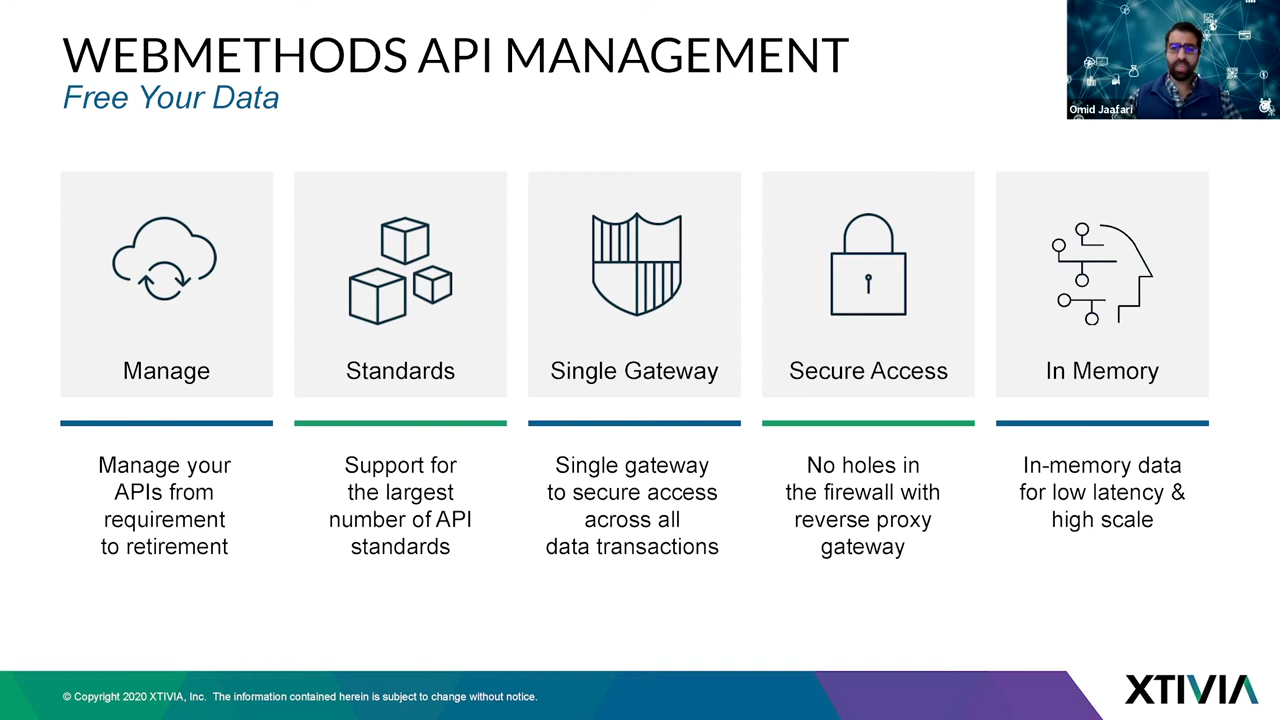 WEBMETHODS API MANAGEMENT
Free Your Data
Omid Jaafari
Manage
Standards
Single Gateway
Secure Access
In Memory
Manage your
APIs from
requirement
to retirement
Support for
the largest
number of API
standards
Single gateway
to secure access
across all
data transactions
No holes in
the firewall with
reverse proxy
gateway
In-memory data
for low latency &
high scale
© Copyright 2020 XTIVIA, Inc. The information contained herein is subject to change without notice.
XTIVIA